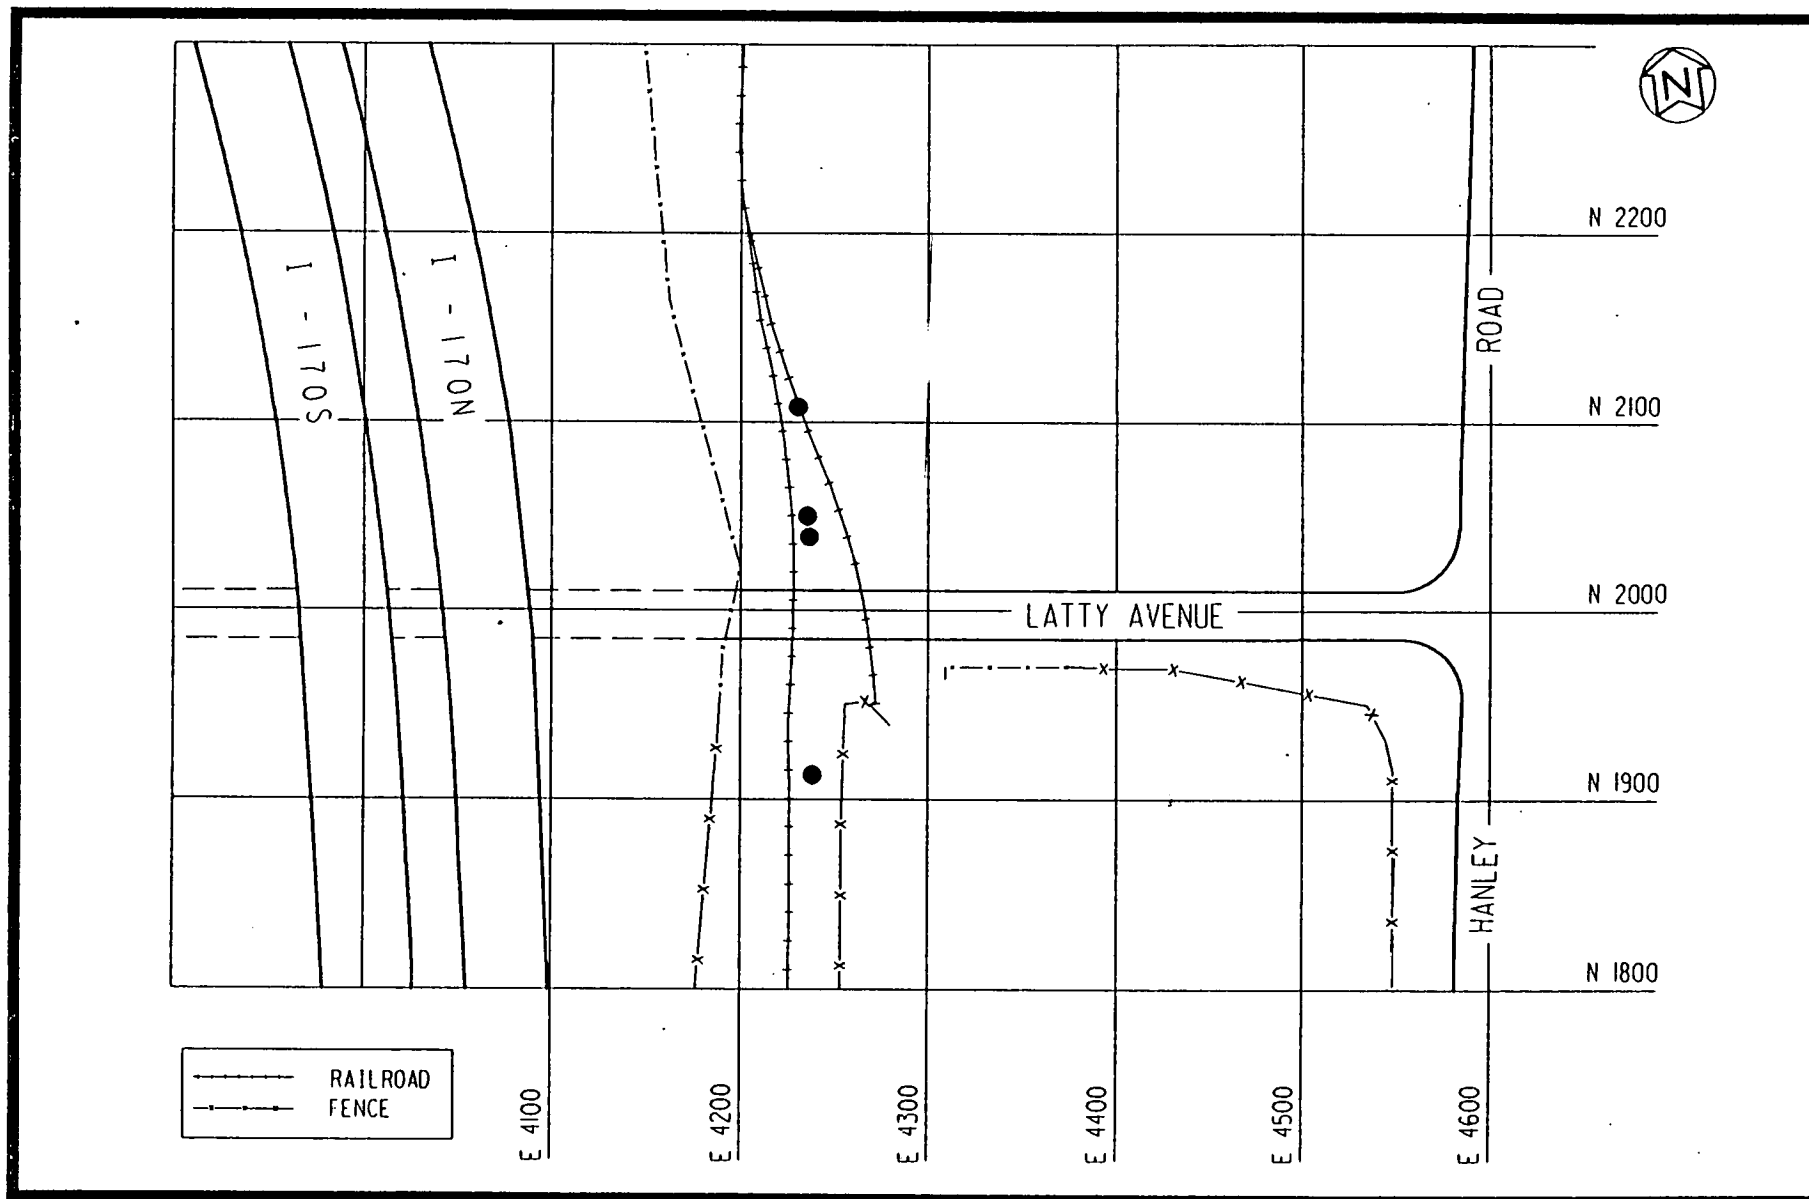 N
N 2200
I - 170S
I - 170N
ROAD
N 2100
N 2000
LATTY AVENUE
N 1900
HANLEY
N 1800
RAILROAD
FENCE
E 4100
E 4200
E 4300
E 4400
E 4500
E 4600